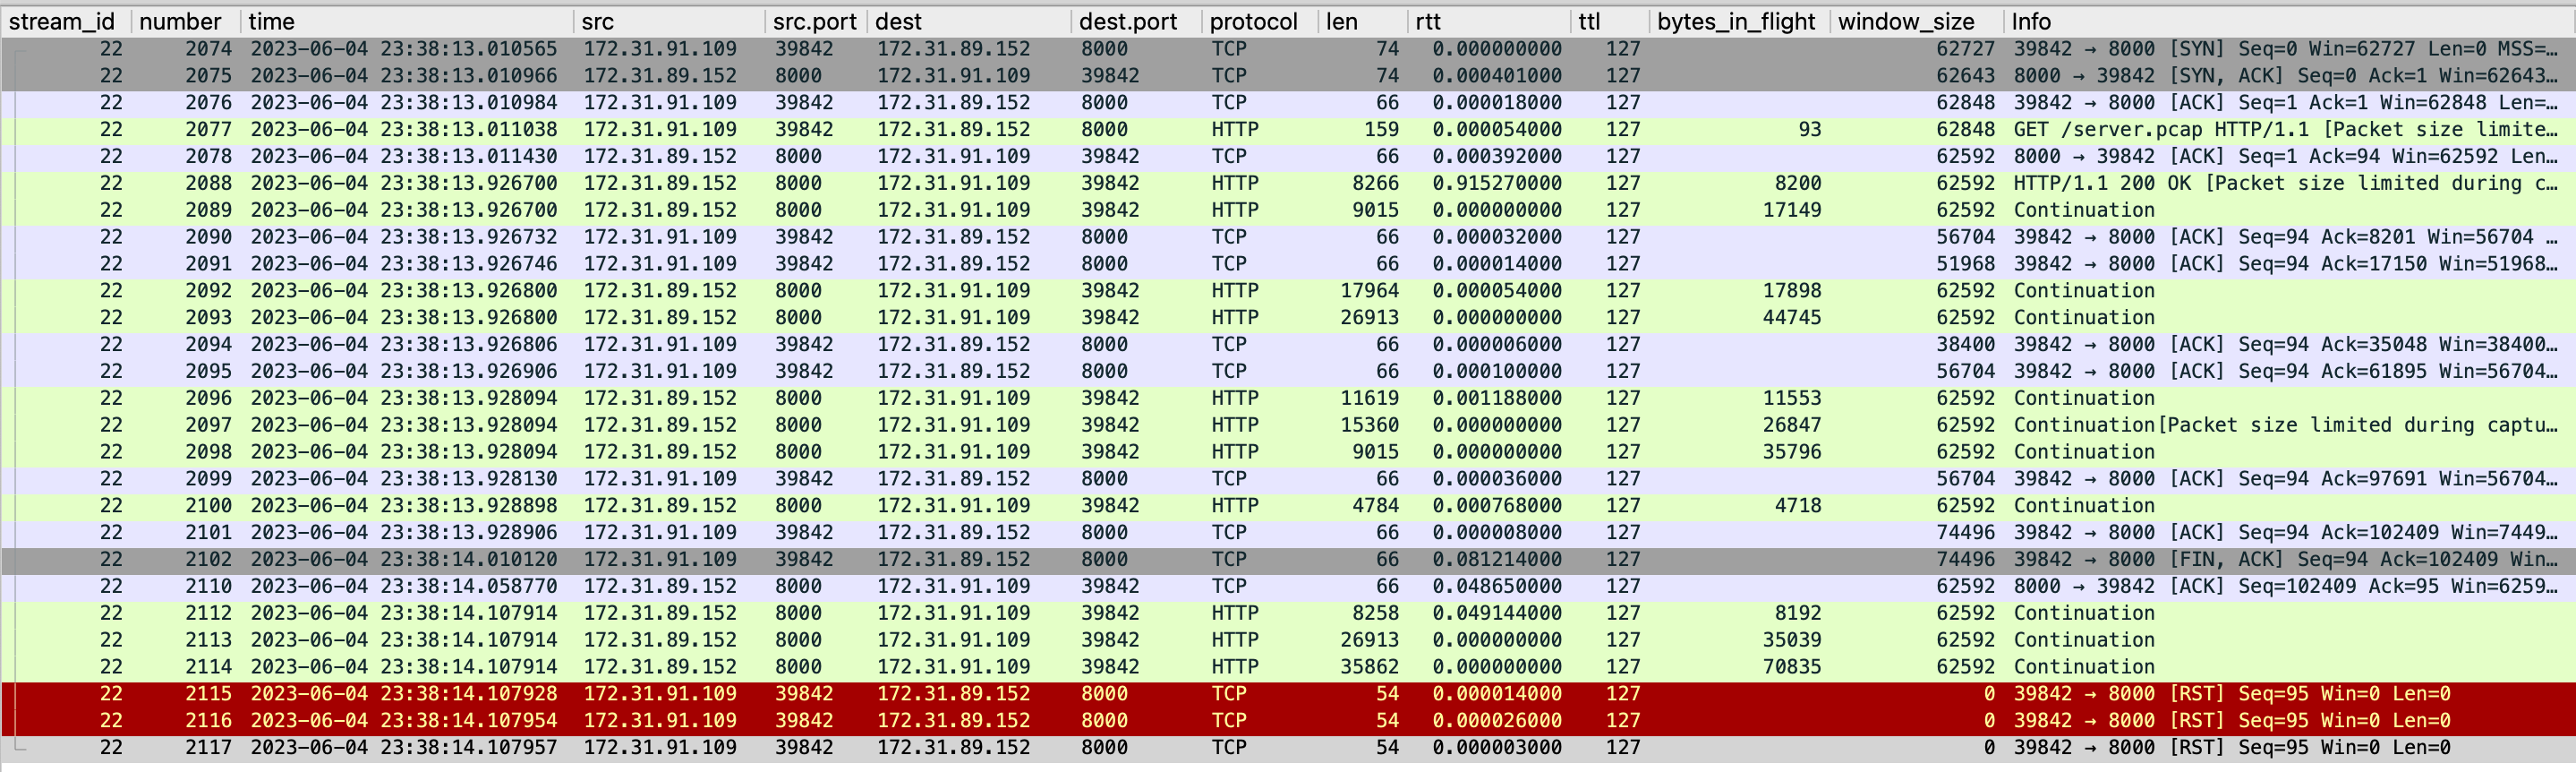 stream_id number time src src.port dest dest.port protocol len rtt ttl bytes_in_flight window_size Info
22 2074 2023-06-04 23:38:13.010565 172.31.91.109 39842 172.31.89.152 8000 TCP 74 0.000000000 127 62727 39842 → 8000 [SYN] Seq=0 Win=62727 Len=0 MSS=…
22 2075 2023-06-04 23:38:13.010966 172.31.89.152 8000 172.31.91.109 39842 TCP 74 0.000401000 127 62643 8000 → 39842 [SYN, ACK] Seq=0 Ack=1 Win=62643…
22 2076 2023-06-04 23:38:13.010984 172.31.91.109 39842 172.31.89.152 8000 TCP 66 0.000018000 127 62848 39842 → 8000 [ACK] Seq=1 Ack=1 Win=62848 Len=…
22 2077 2023-06-04 23:38:13.011038 172.31.91.109 39842 172.31.89.152 8000 HTTP 159 0.000054000 127 93 62848 GET /server.pcap HTTP/1.1 [Packet size limite…
22 2078 2023-06-04 23:38:13.011430 172.31.89.152 8000 172.31.91.109 39842 TCP 66 0.000392000 127 62592 8000 → 39842 [ACK] Seq=1 Ack=94 Win=62592 Len…
22 2088 2023-06-04 23:38:13.926700 172.31.89.152 8000 172.31.91.109 39842 HTTP 8266 0.915270000 127 8200 62592 HTTP/1.1 200 OK [Packet size limited during c…
22 2089 2023-06-04 23:38:13.926700 172.31.89.152 8000 172.31.91.109 39842 HTTP 9015 0.000000000 127 17149 62592 Continuation
22 2090 2023-06-04 23:38:13.926732 172.31.91.109 39842 172.31.89.152 8000 TCP 66 0.000032000 127 56704 39842 → 8000 [ACK] Seq=94 Ack=8201 Win=56704 …
22 2091 2023-06-04 23:38:13.926746 172.31.91.109 39842 172.31.89.152 8000 TCP 66 0.000014000 127 51968 39842 → 8000 [ACK] Seq=94 Ack=17150 Win=51968…
22 2092 2023-06-04 23:38:13.926800 172.31.89.152 8000 172.31.91.109 39842 HTTP 17964 0.000054000 127 17898 62592 Continuation
22 2093 2023-06-04 23:38:13.926800 172.31.89.152 8000 172.31.91.109 39842 HTTP 26913 0.000000000 127 44745 62592 Continuation
22 2094 2023-06-04 23:38:13.926806 172.31.91.109 39842 172.31.89.152 8000 TCP 66 0.000006000 127 38400 39842 → 8000 [ACK] Seq=94 Ack=35048 Win=38400…
22 2095 2023-06-04 23:38:13.926906 172.31.91.109 39842 172.31.89.152 8000 TCP 66 0.000100000 127 56704 39842 → 8000 [ACK] Seq=94 Ack=61895 Win=56704…
22 2096 2023-06-04 23:38:13.928094 172.31.89.152 8000 172.31.91.109 39842 HTTP 11619 0.001188000 127 11553 62592 Continuation
22 2097 2023-06-04 23:38:13.928094 172.31.89.152 8000 172.31.91.109 39842 HTTP 15360 0.000000000 127 26847 62592 Continuation[Packet size limited during captu…
22 2098 2023-06-04 23:38:13.928094 172.31.89.152 8000 172.31.91.109 39842 HTTP 9015 0.000000000 127 35796 62592 Continuation
22 2099 2023-06-04 23:38:13.928130 172.31.91.109 39842 172.31.89.152 8000 TCP 66 0.000036000 127 56704 39842 → 8000 [ACK] Seq=94 Ack=97691 Win=56704…
22 2100 2023-06-04 23:38:13.928898 172.31.89.152 8000 172.31.91.109 39842 HTTP 4784 0.000768000 127 4718 62592 Continuation
22 2101 2023-06-04 23:38:13.928906 172.31.91.109 39842 172.31.89.152 8000 TCP 66 0.000008000 127 74496 39842 → 8000 [ACK] Seq=94 Ack=102409 Win=7449…
22 2102 2023-06-04 23:38:14.010120 172.31.91.109 39842 172.31.89.152 8000 TCP 66 0.081214000 127 74496 39842 → 8000 [FIN, ACK] Seq=94 Ack=102409 Win…
22 2110 2023-06-04 23:38:14.058770 172.31.89.152 8000 172.31.91.109 39842 TCP 66 0.048650000 127 62592 8000 → 39842 [ACK] Seq=102409 Ack=95 Win=6259…
22 2112 2023-06-04 23:38:14.107914 172.31.89.152 8000 172.31.91.109 39842 HTTP 8258 0.049144000 127 8192 62592 Continuation
22 2113 2023-06-04 23:38:14.107914 172.31.89.152 8000 172.31.91.109 39842 HTTP 26913 0.000000000 127 35039 62592 Continuation
22 2114 2023-06-04 23:38:14.107914 172.31.89.152 8000 172.31.91.109 39842 HTTP 35862 0.000000000 127 70835 62592 Continuation
22 2115 2023-06-04 23:38:14.107928 172.31.91.109 39842 172.31.89.152 8000 TCP 54 0.000014000 127 0 39842 → 8000 [RST] Seq=95 Win=0 Len=0
22 2116 2023-06-04 23:38:14.107954 172.31.91.109 39842 172.31.89.152 8000 TCP 54 0.000026000 127 0 39842 → 8000 [RST] Seq=95 Win=0 Len=0
22 2117 2023-06-04 23:38:14.107957 172.31.91.109 39842 172.31.89.152 8000 TCP 54 0.000003000 127 0 39842 → 8000 [RST] Seq=95 Win=0 Len=0